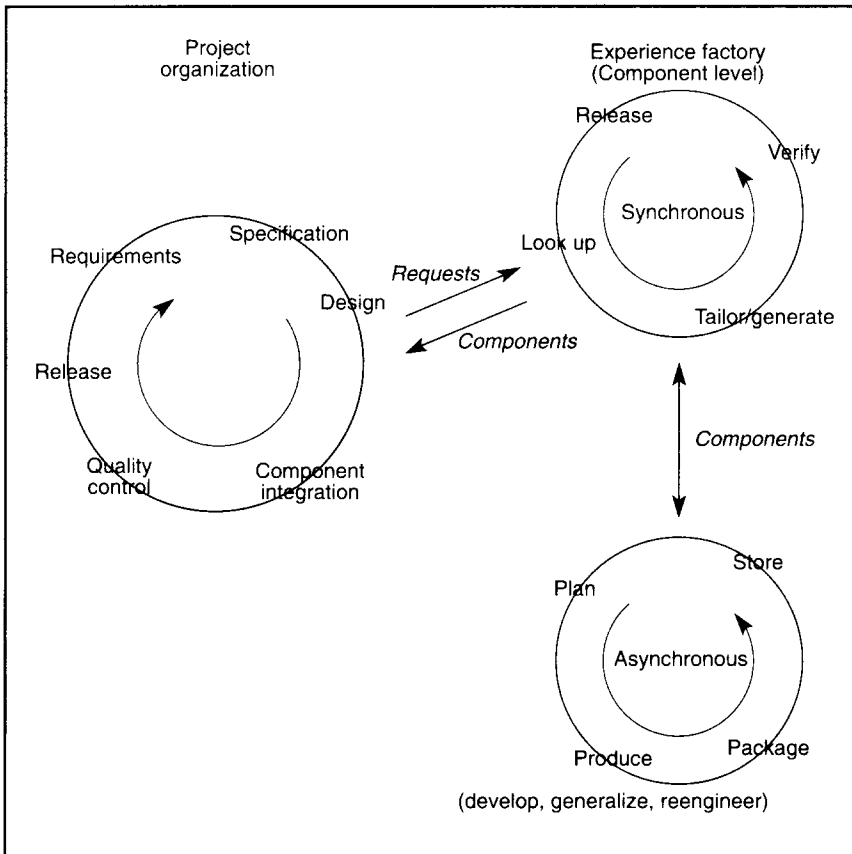 Project
organization
Experience factory
(Component level)
Release
Verify
Synchronous
Look up
Tailor/generate
Specification
Requirements
Design
Release
Quality
control
Component
integration
Requests
Components
Components
Store
Plan
Asynchronous
Produce
Package
(develop, generalize, reengineer)